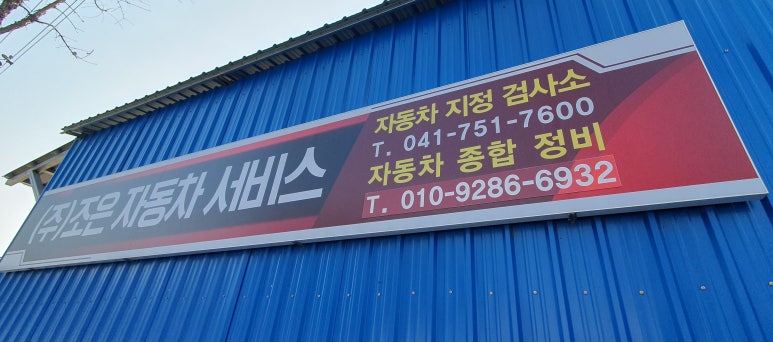 (주)조은 자동차 서비스
자동차 지정 검사소
T. 041-751-7600
자동차 종합 정비
T. 010-9286-6932